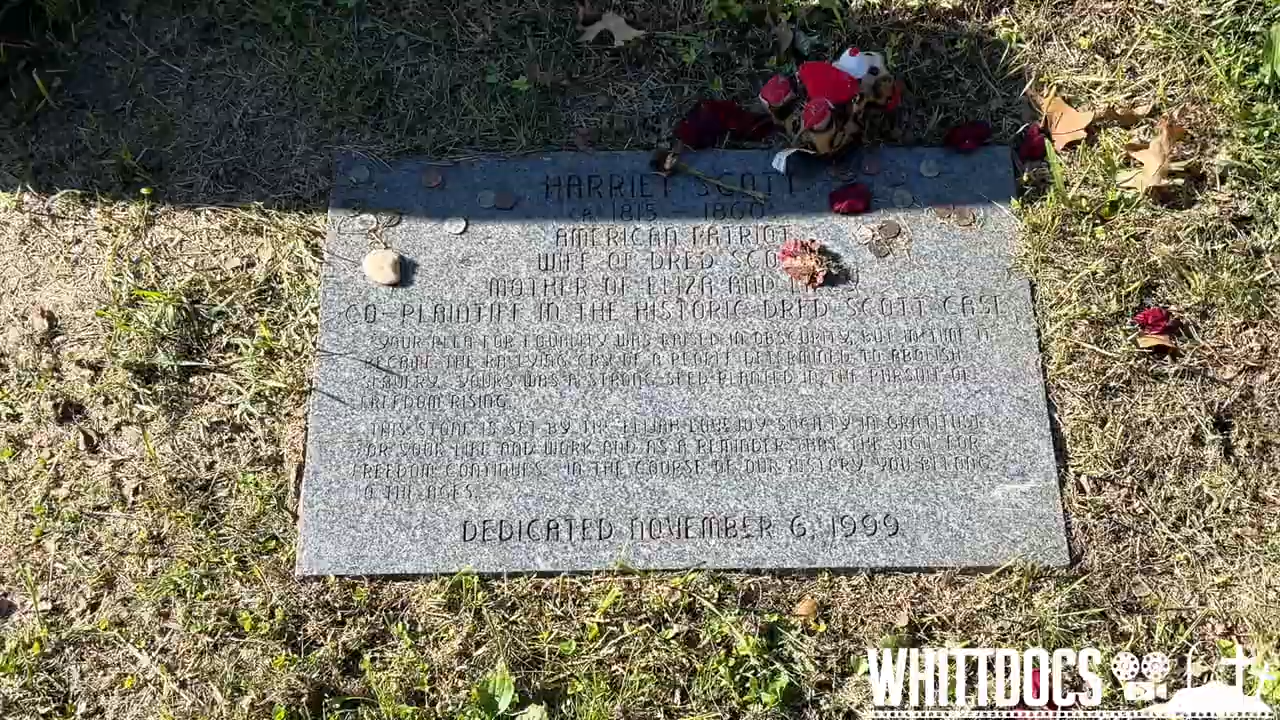 HARRIET SCOTT
CA 1815 - 1860
AMERICAN PATRIOT
WIFE OF DRED SCOTT
MOTHER OF ELIZA AND
CO-PLAINTIFF IN THE HISTORIC DRED SCOTT CASE
YOUR PLEA FOR EQUALITY WAS RAISED IN OBSCURITY, BUT IN TIME IT
BECAME THE RALLYING CRY OF A PEOPLE DETERMINED TO ABOLISH
SLAVERY. YOURS WAS A STRONG SEED PLANTED IN THE PURSUIT OF
FREEDOM RISING.
THIS STONE IS SET BY THE ELIJAH LOVEJOY SOCIETY IN GRATITUDE
FOR YOUR LIFE AND WORK AND AS A REMINDER THAT THE VIGIL FOR
FREEDOM CONTINUES. IN THE COURSE OF OUR HISTORY YOU BELONG
TO THE AGES.
DEDICATED NOVEMBER 6, 1999
WHITTDOCS